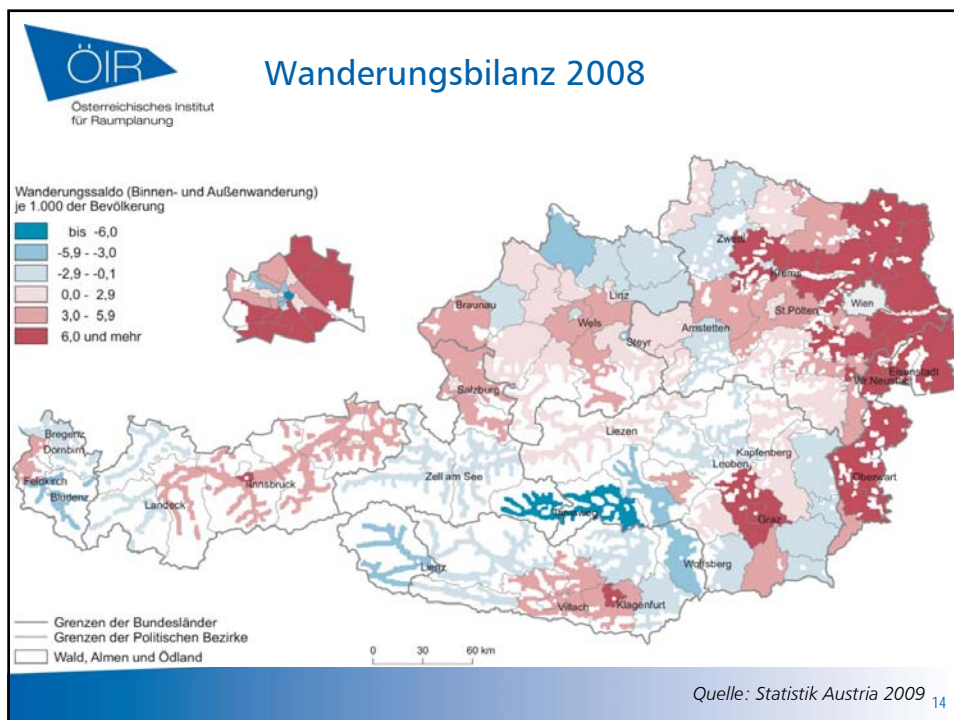 ÖIR
Österreichisches Institut
für Raumplanung
Wanderungsbilanz 2008
Wanderungssaldo (Binnen- und Außenwanderung)
je 1.000 der Bevölkerung
bis -6,0
-5,9 - -3,0
-2,9 - -0,1
0,0 - 2,9
3,0 - 5,9
6,0 und mehr
Zwettl
Krems
Linz
Wien
Braunau
St.Pölten
Wels
Amstetten
Steyr
Eisenstadt
Wr.Neustadt
Salzburg
Liezen
Bregenz
Dornbirn
Kapfenberg
Leoben
Zell am See
Oberwart
Feldkirch
Innsbruck
Bludenz
Landeck
Tamsweg
Graz
Lienz
Wolfsberg
Villach
Klagenfurt
Grenzen der Bundesländer
Grenzen der Politischen Bezirke
Wald, Almen und Ödland
0 30 60 km
Quelle: Statistik Austria 2009 14